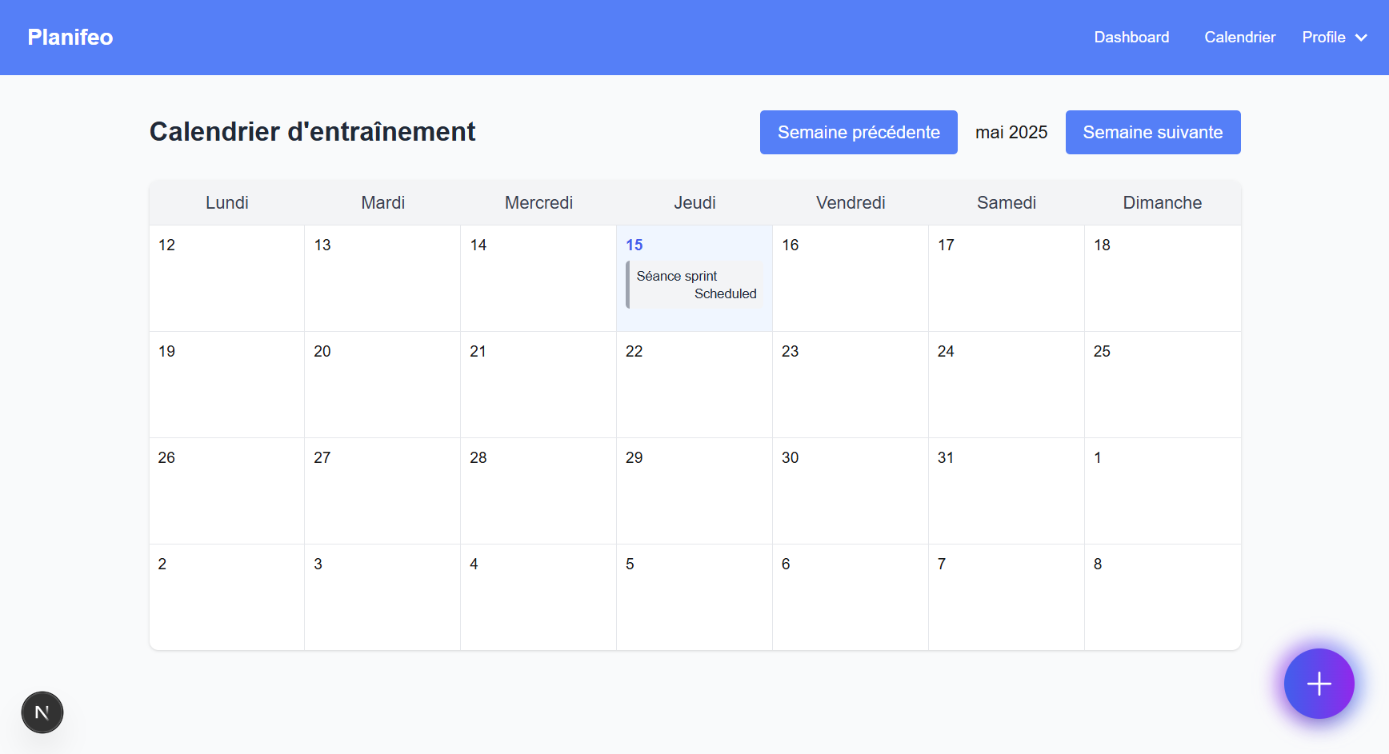 Planifeo
Dashboard Calendrier Profile
Calendrier d'entraînement
Semaine précédente mai 2025 Semaine suivante
Lundi Mardi Mercredi Jeudi Vendredi Samedi Dimanche
12 13 14 15 16 17 18
Séance sprint
Scheduled
19 20 21 22 23 24 25
26 27 28 29 30 31 1
2 3 4 5 6 7 8
N